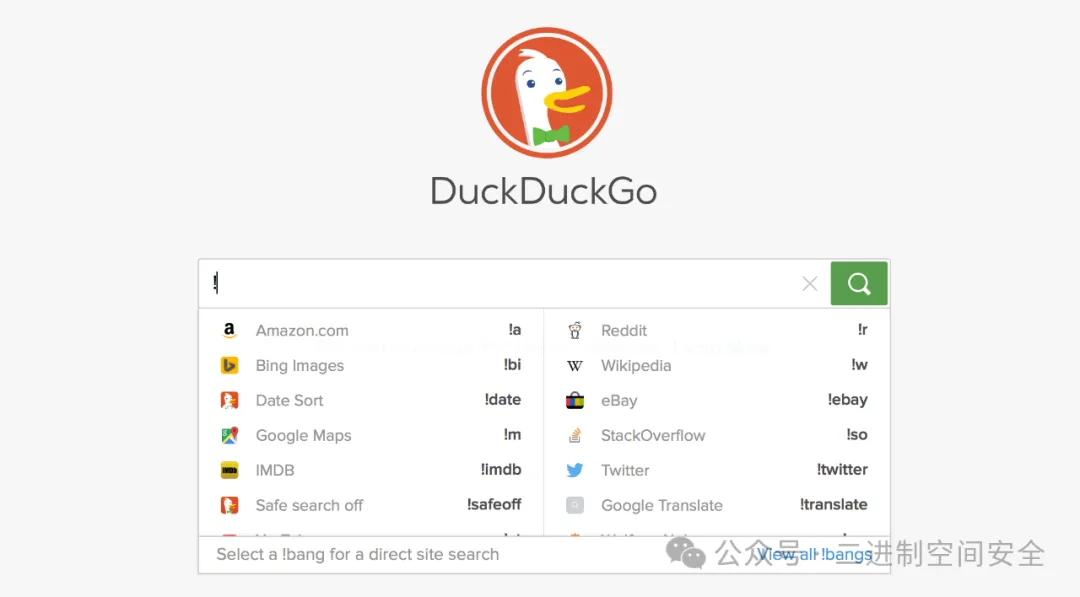 DuckDuckGo
!
Amazon.com !a
Bing Images !bi
Date Sort !date
Google Maps !m
IMDB !imdb
Safe search off !safeoff
Reddit !r
Wikipedia !w
eBay !ebay
StackOverflow !so
Twitter !twitter
Google Translate !translate
Select a !bang for a direct site search
View all !bangs
公众号 · 二进制空间安全